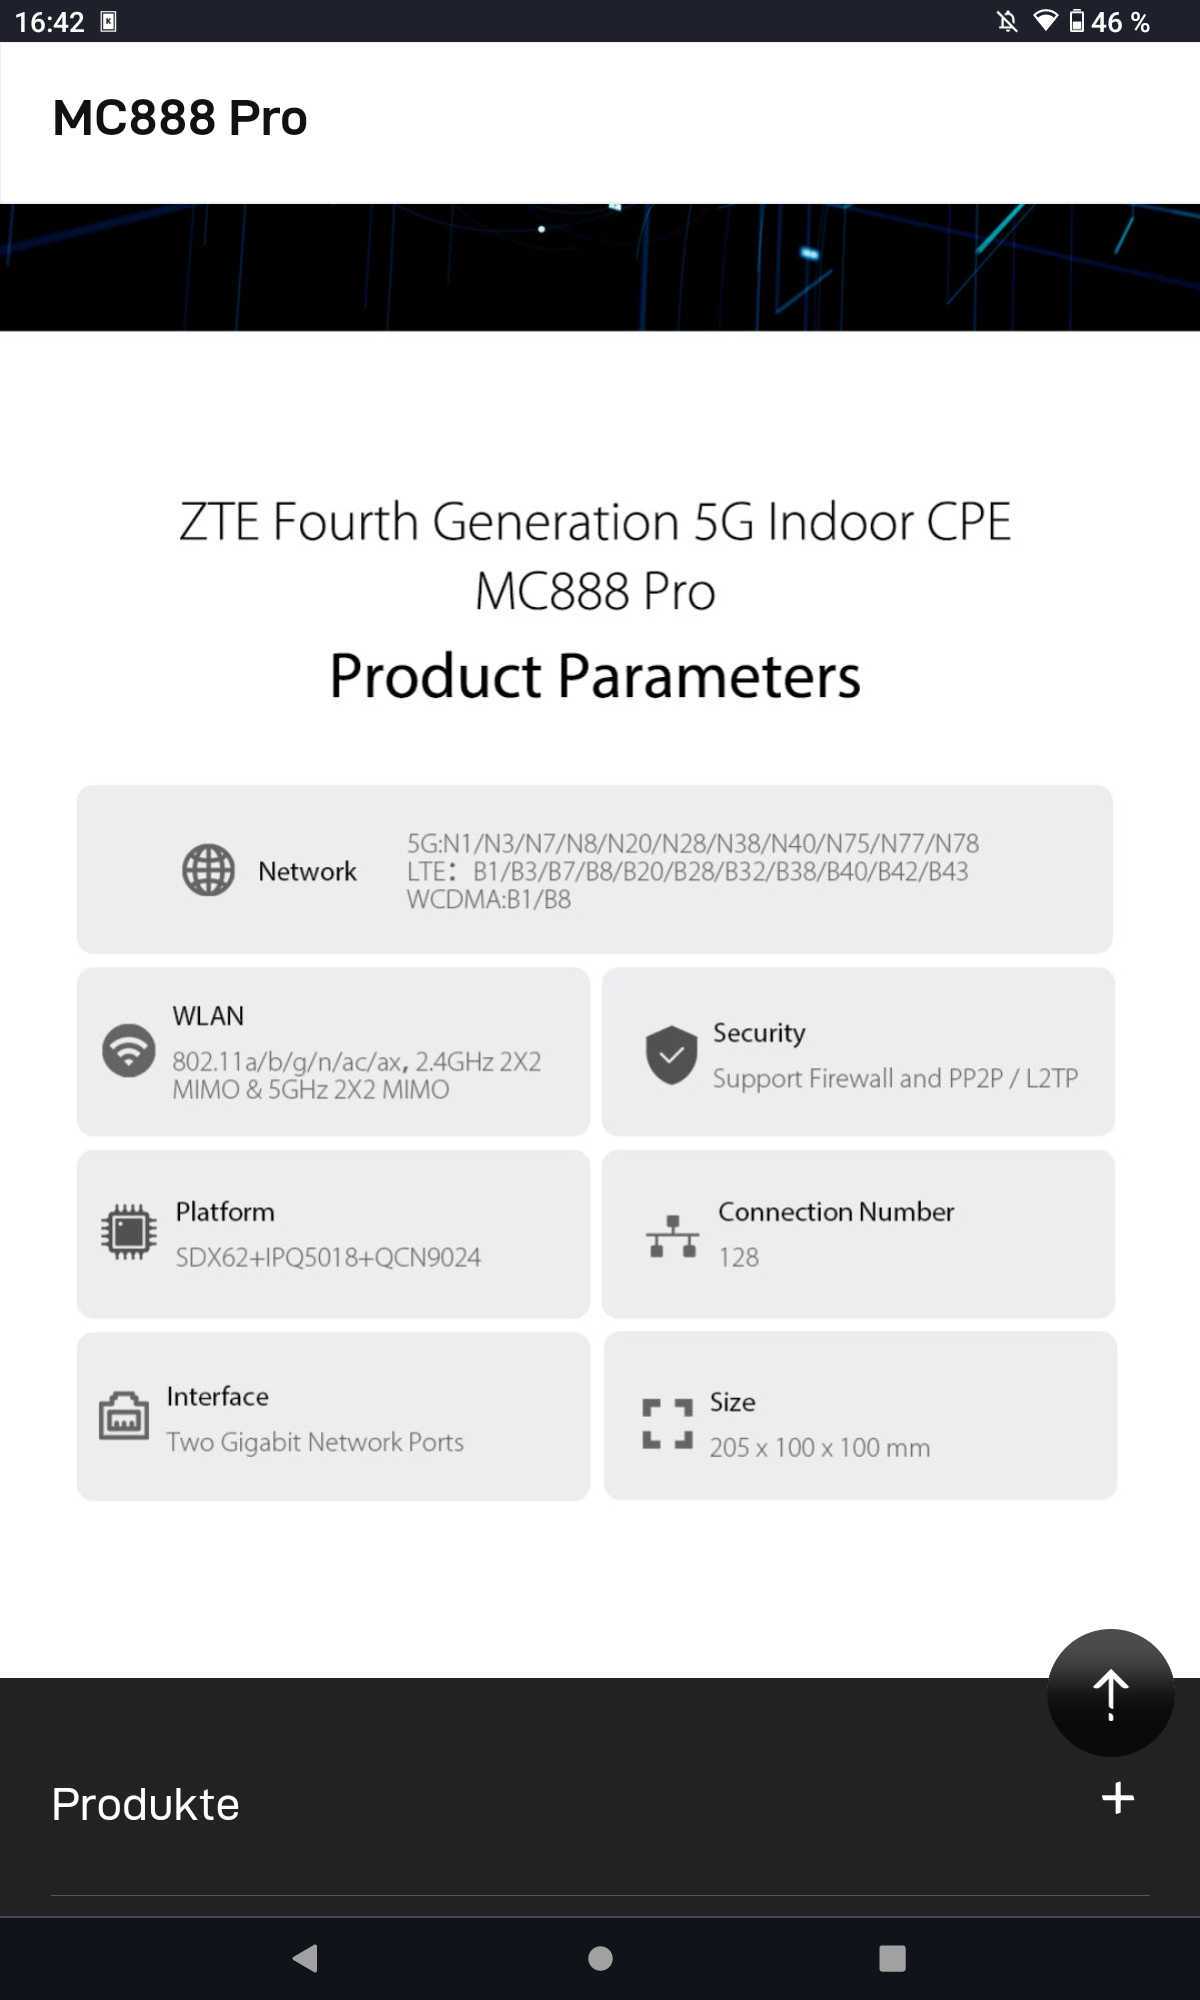 16:42
46 %
MC888 Pro
ZTE Fourth Generation 5G Indoor CPE
MC888 Pro
Product Parameters
Network
5G:N1/N3/N7/N8/N20/N28/N38/N40/N75/N77/N78
LTE： B1/B3/B7/B8/B20/B28/B32/B38/B40/B42/B43
WCDMA:B1/B8
WLAN
802.11a/b/g/n/ac/ax, 2.4GHz 2X2
MIMO & 5GHz 2X2 MIMO
Security
Support Firewall and PP2P / L2TP
Platform
SDX62+IPQ5018+QCN9024
Connection Number
128
Interface
Two Gigabit Network Ports
Size
205 x 100 x 100 mm
Produkte
+